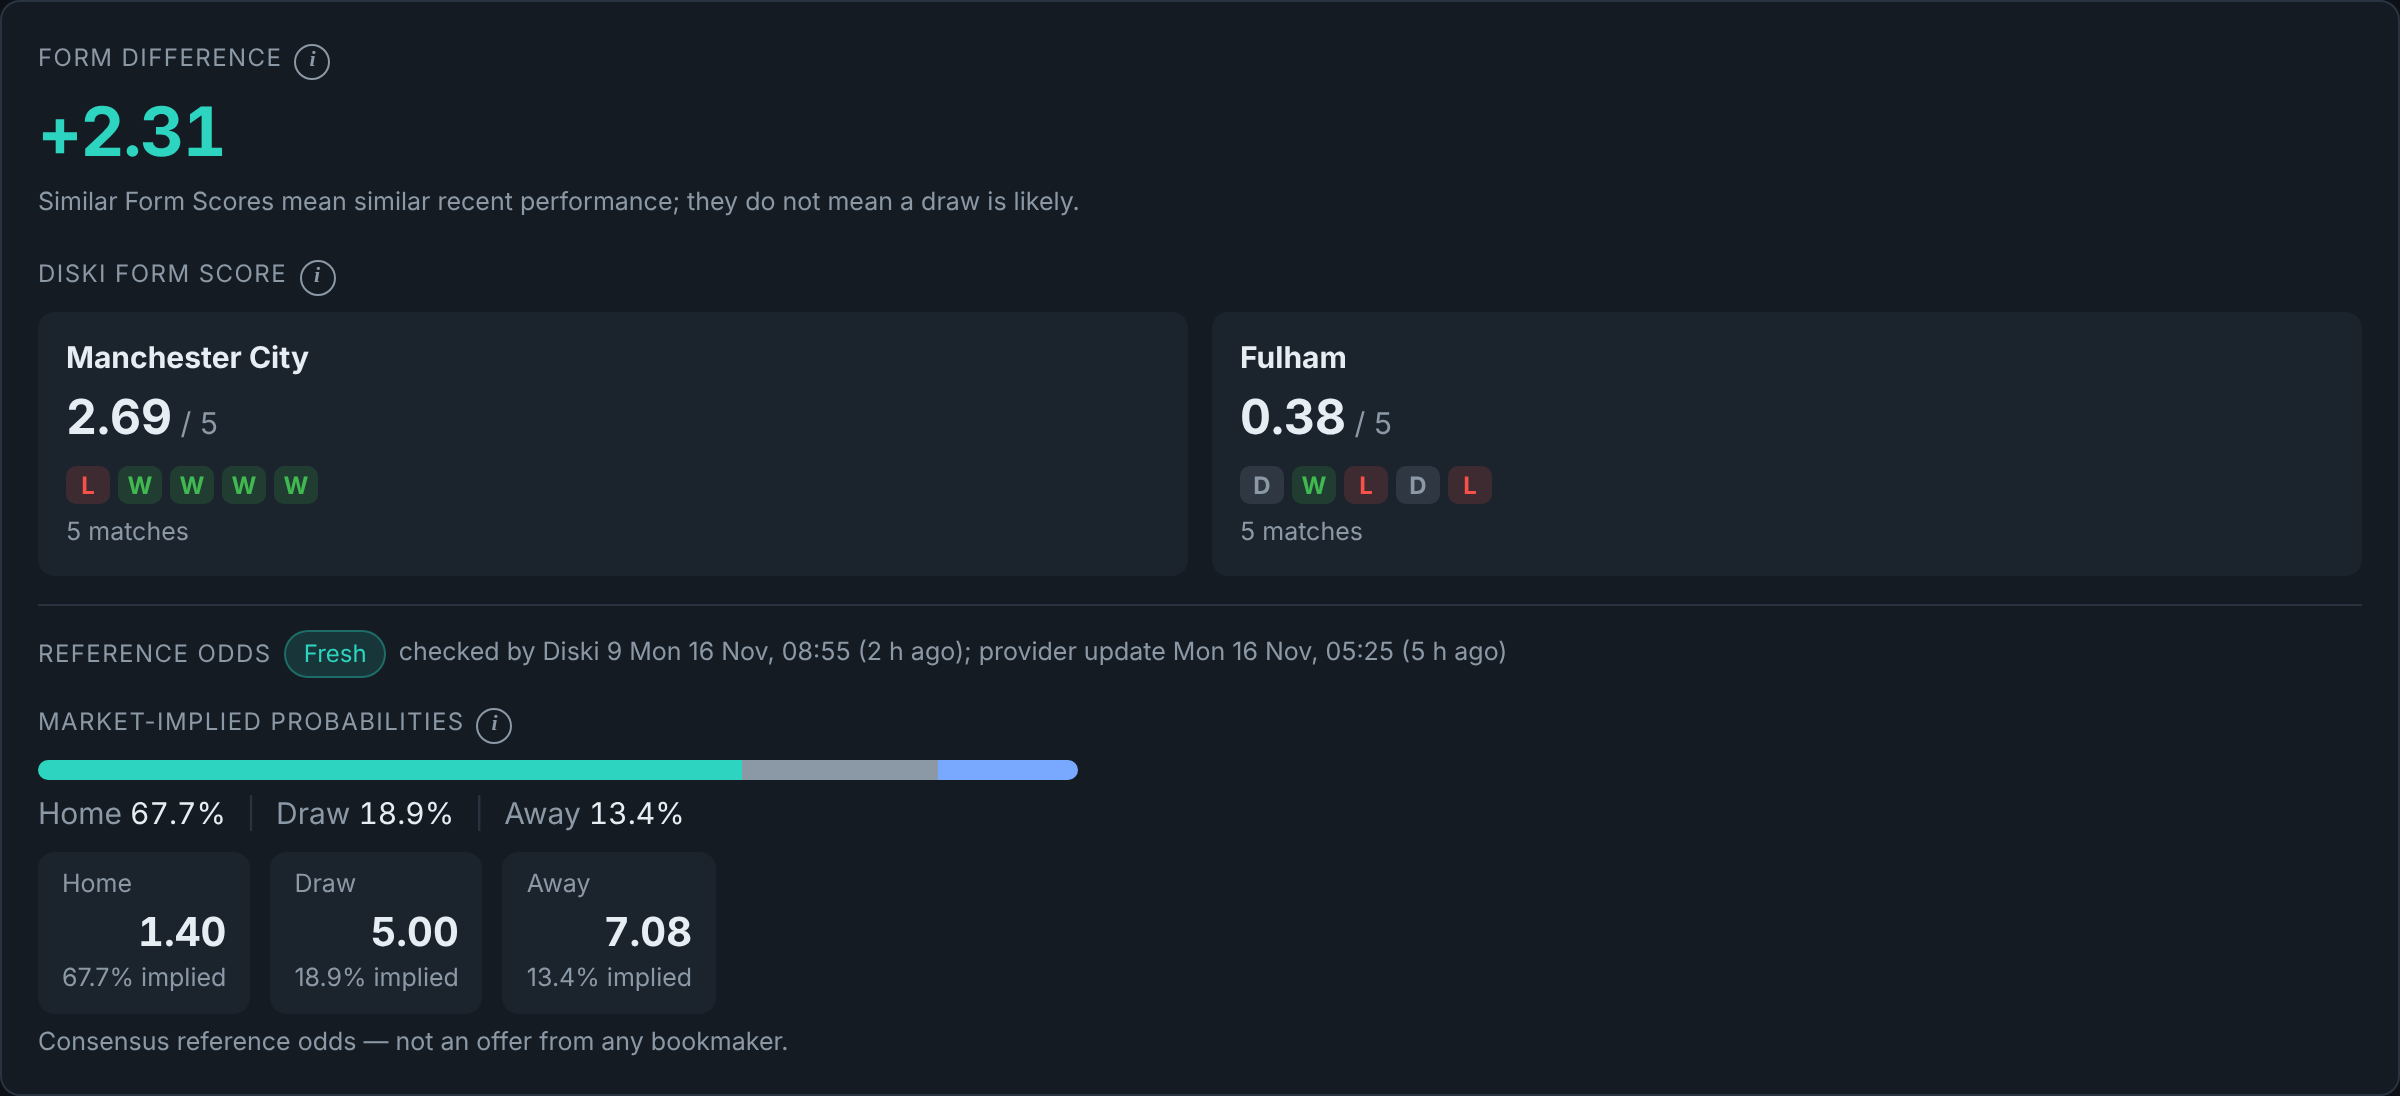 FORM DIFFERENCE i
+2.31
Similar Form Scores mean similar recent performance; they do not mean a draw is likely.
DISKI FORM SCORE i
Manchester City
2.69 / 5
L W W W W
5 matches
Fulham
0.38 / 5
D W L D L
5 matches
REFERENCE ODDS Fresh checked by Diski 9 Mon 16 Nov, 08:55 (2 h ago); provider update Mon 16 Nov, 05:25 (5 h ago)
MARKET-IMPLIED PROBABILITIES i
Home 67.7% Draw 18.9% Away 13.4%
Home
1.40
67.7% implied
Draw
5.00
18.9% implied
Away
7.08
13.4% implied
Consensus reference odds — not an offer from any bookmaker.